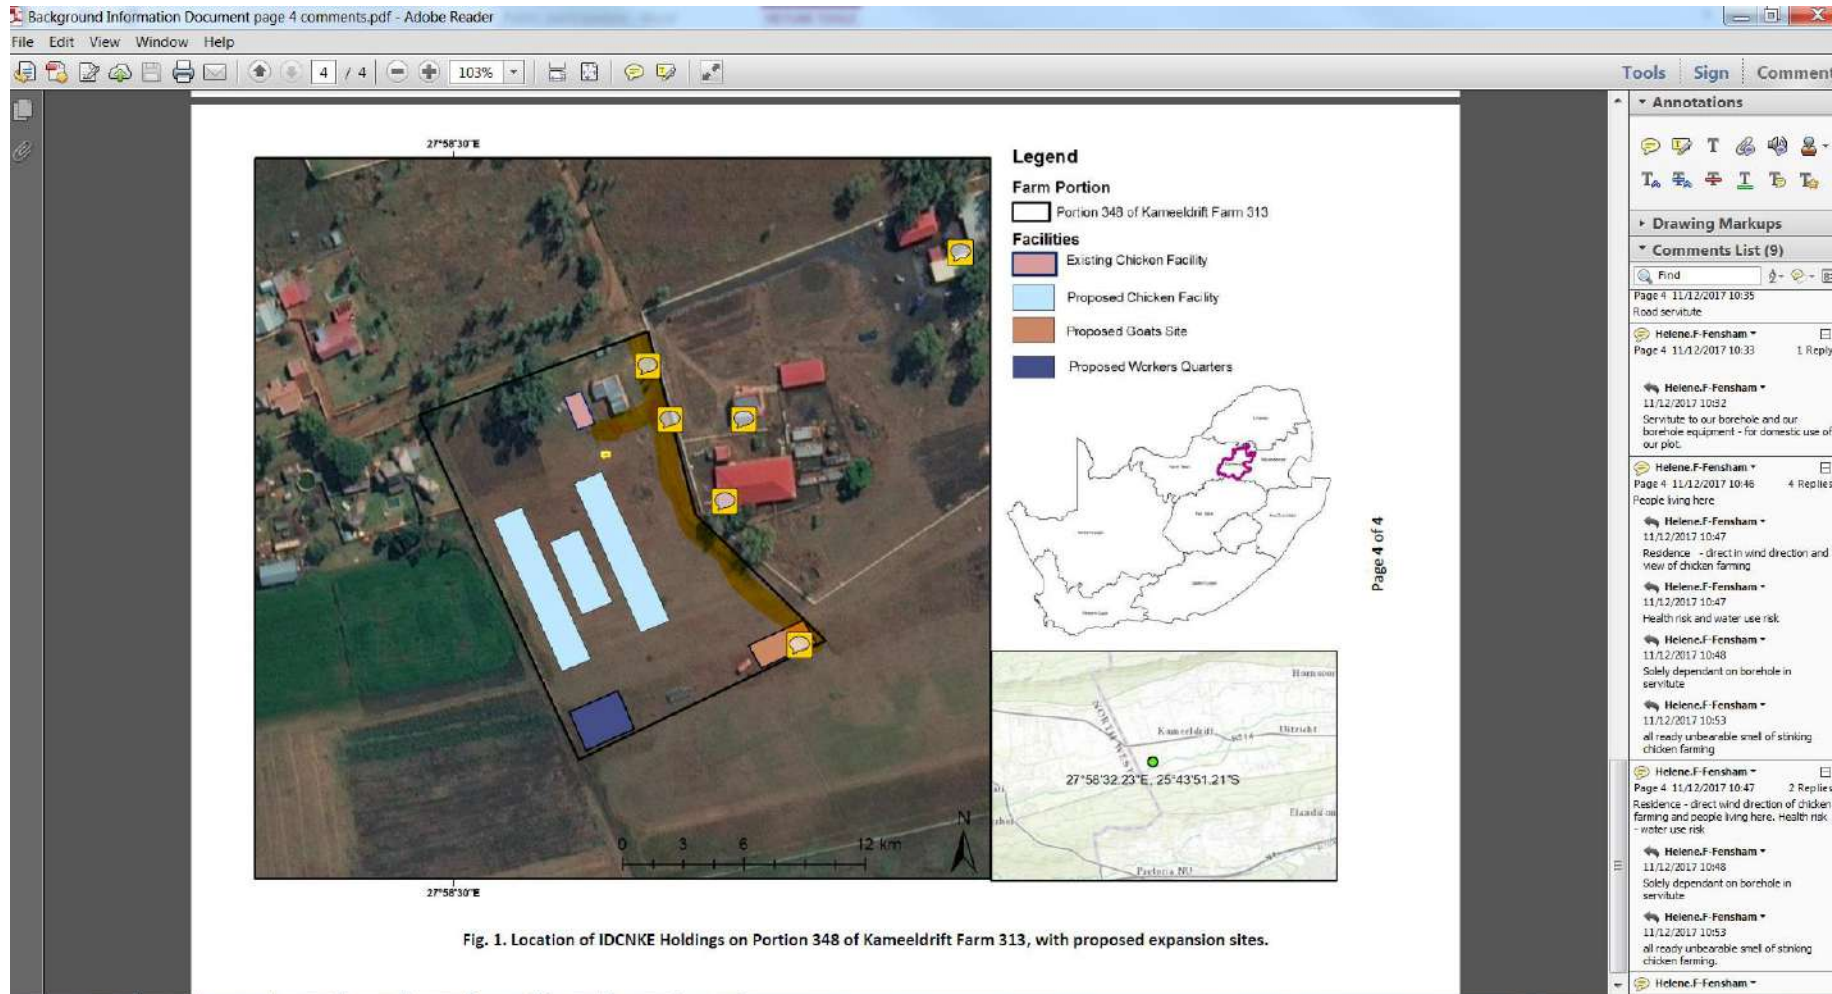 Background Information Document page 4 comments.pdf - Adobe Reader
File Edit View Window Help
4 / 4 103%
Tools Sign Comment
27°58'30"E
Legend
Farm Portion
Portion 348 of Kameeldrift Farm 313
Facilities
Existing Chicken Facility
Proposed Chicken Facility
Proposed Goats Site
Proposed Workers Quarters
Page 4 of 4
NORTH WEST
Kameeldrift
Uitzicht
27°58'32.23"E, 25°43'51.21"S
Pretoria NU
N
0 3 6 12 km
27°58'30"E
Fig. 1. Location of IDCNKE Holdings on Portion 348 of Kameeldrift Farm 313, with proposed expansion sites.
Annotations
Drawing Markups
Comments List (9)
Find
Page 4 11/12/2017 10:35
Road servitute
Helene.F-Fensham
Page 4 11/12/2017 10:33 1 Reply
Helene.F-Fensham
11/12/2017 10:32
Servitute to our borehole and our
borehole equipment - for domestic use of
our plot.
Helene.F-Fensham
Page 4 11/12/2017 10:46 4 Replies
People living here
Helene.F-Fensham
11/12/2017 10:47
Residence - direct in wind direction and
view of chicken farming
Helene.F-Fensham
11/12/2017 10:47
Health risk and water use risk
Helene.F-Fensham
11/12/2017 10:48
Solely dependant on borehole in
servitute
Helene.F-Fensham
11/12/2017 10:53
all ready unbearable smell of stinking
chicken farming
Helene.F-Fensham
Page 4 11/12/2017 10:47 2 Replies
Residence - direct wind direction of chicken
farming and people living here. Health risk
- water use risk
Helene.F-Fensham
11/12/2017 10:48
Solely dependant on borehole in
servitute
Helene.F-Fensham
11/12/2017 10:53
all ready unbearable smell of stinking
chicken farming.
Helene.F-Fensham